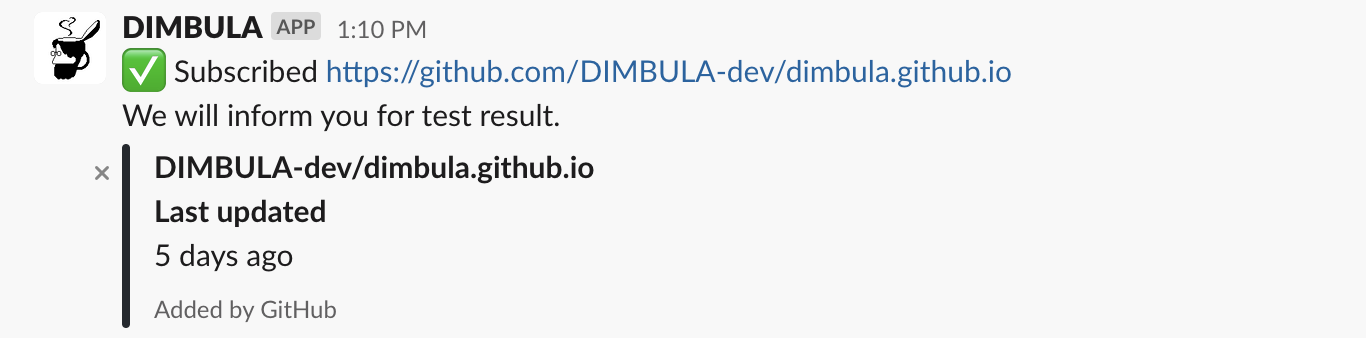 DIMBULA APP 1:10 PM
✅ Subscribed https://github.com/DIMBULA-dev/dimbula.github.io
We will inform you for test result.
DIMBULA-dev/dimbula.github.io
Last updated
5 days ago
Added by GitHub